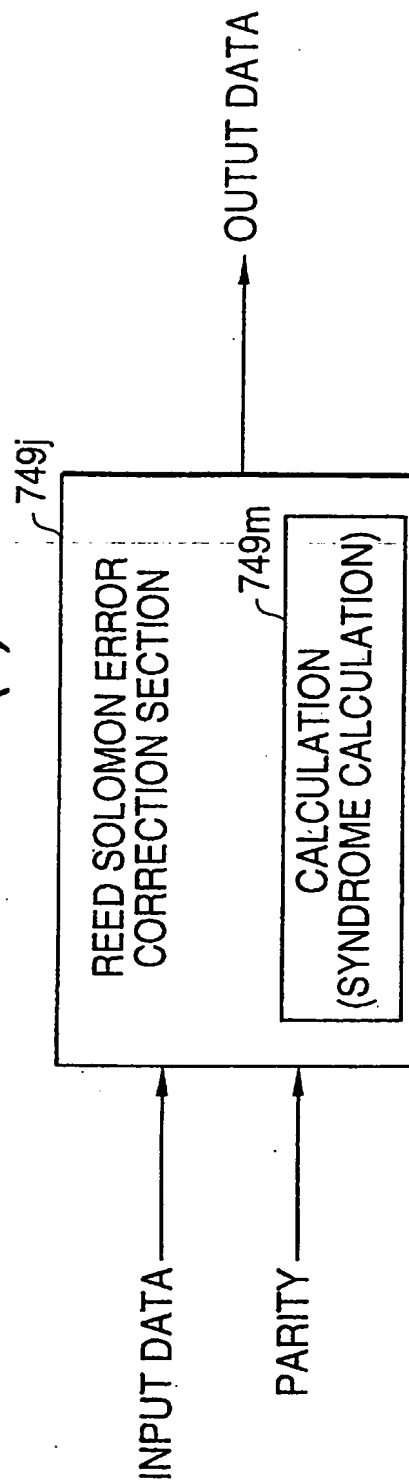 749j
REED SOLOMON ERROR
CORRECTION SECTION
749m
CALCULATION
(SYNDROME CALCULATION)
INPUT DATA
PARITY
OUTUT DATA